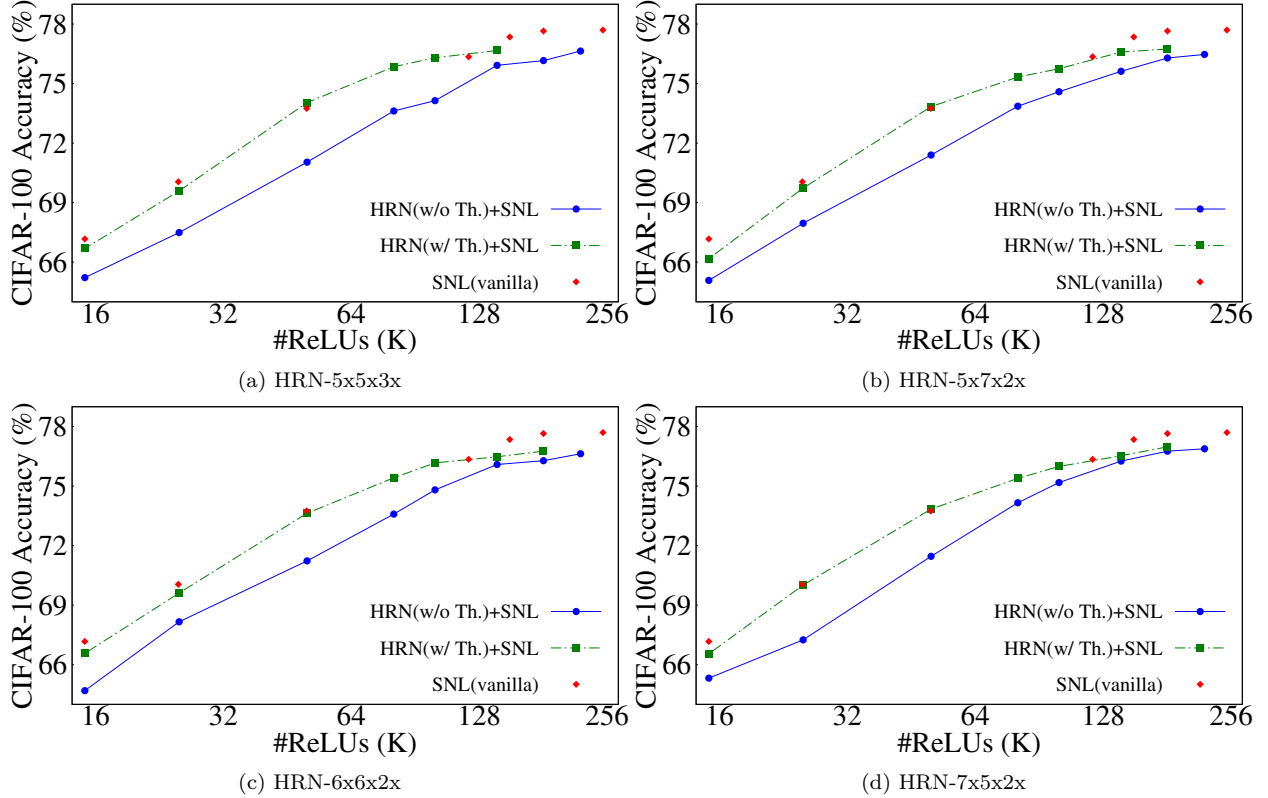 CIFAR-100 Accuracy (%)
78
75
72
69
66
HRN(w/o Th.)+SNL
HRN(w/ Th.)+SNL
SNL(vanilla)
16 32 64 128 256
#ReLUs (K)
(a) HRN-5x5x3x
CIFAR-100 Accuracy (%)
78
75
72
69
66
HRN(w/o Th.)+SNL
HRN(w/ Th.)+SNL
SNL(vanilla)
16 32 64 128 256
#ReLUs (K)
(b) HRN-5x7x2x
CIFAR-100 Accuracy (%)
78
75
72
69
66
HRN(w/o Th.)+SNL
HRN(w/ Th.)+SNL
SNL(vanilla)
16 32 64 128 256
#ReLUs (K)
(c) HRN-6x6x2x
CIFAR-100 Accuracy (%)
78
75
72
69
66
HRN(w/o Th.)+SNL
HRN(w/ Th.)+SNL
SNL(vanilla)
16 32 64 128 256
#ReLUs (K)
(d) HRN-7x5x2x